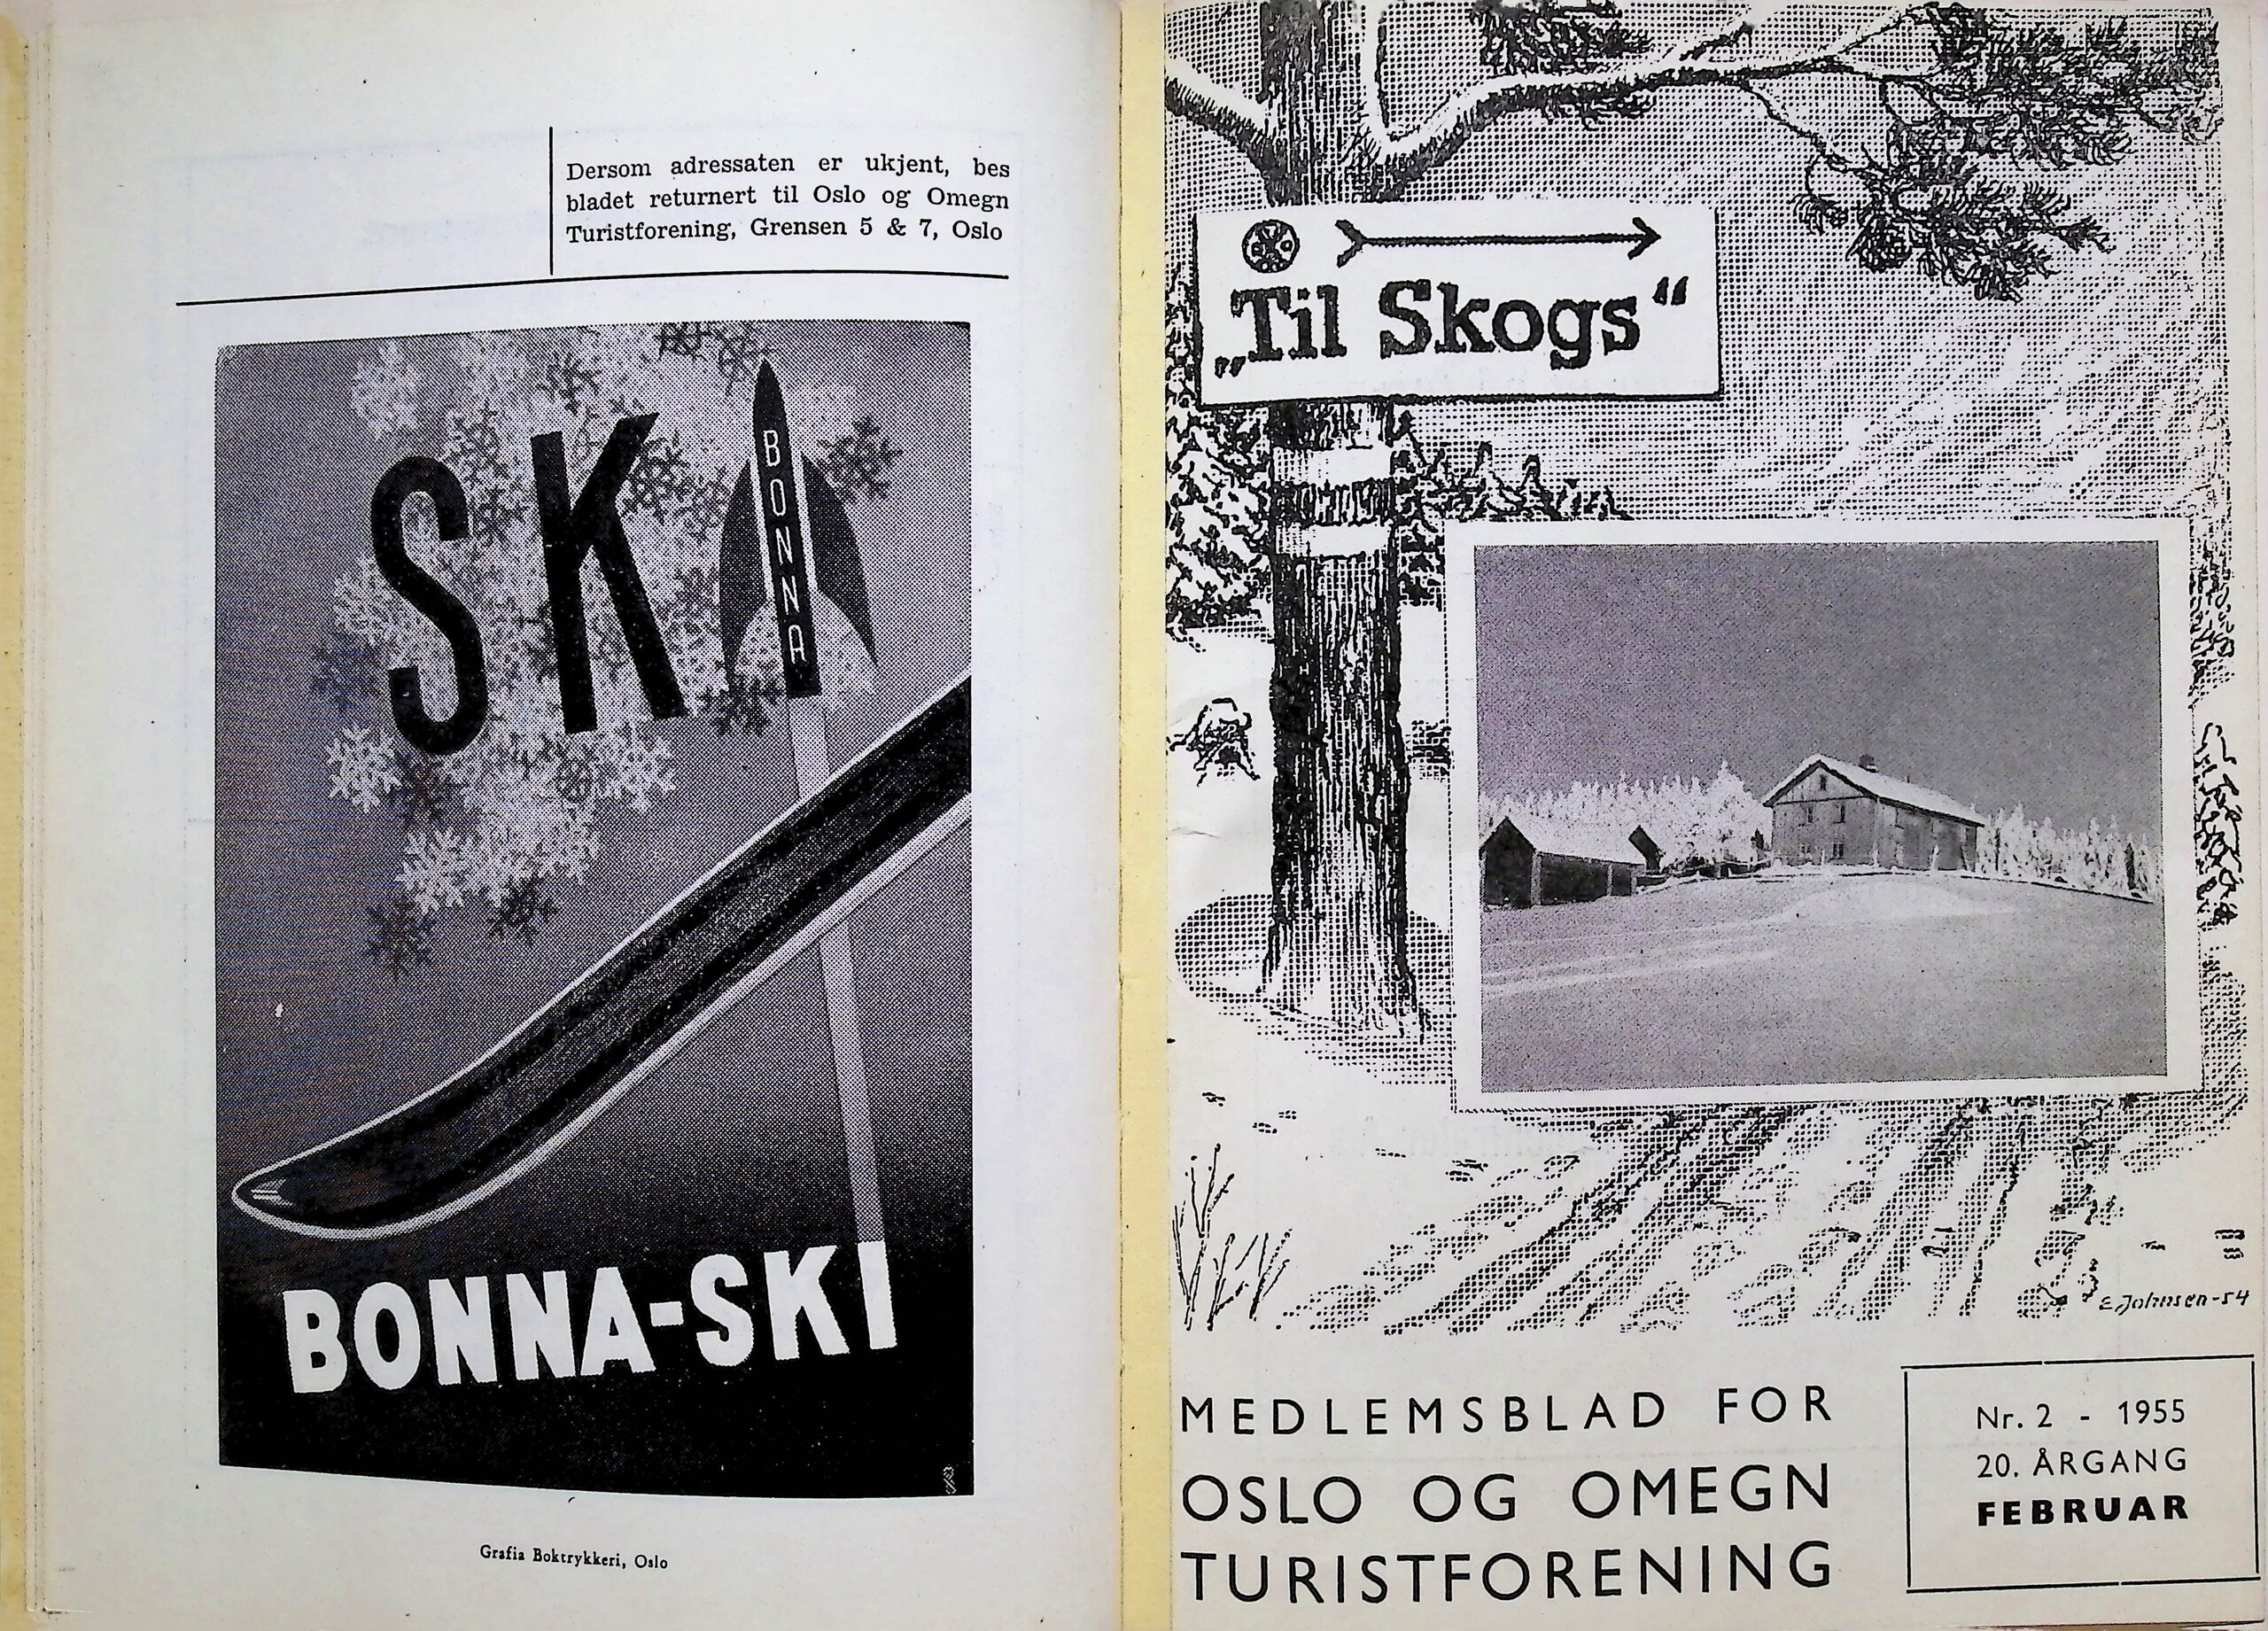 Dersom adressaten er ukjent, bes
bladet returnert til Oslo og Omegn
Turistforening, Grensen 5 & 7, Oslo
SKI
BONNA
BONNA-SKI
Grafia Boktrykkeri, Oslo
„Til Skogs“
E. Johnsen-54
MEDLEMSBLAD FOR
OSLO OG OMEGN
TURISTFORENING
Nr. 2 - 1955
20. ÅRGANG
FEBRUAR